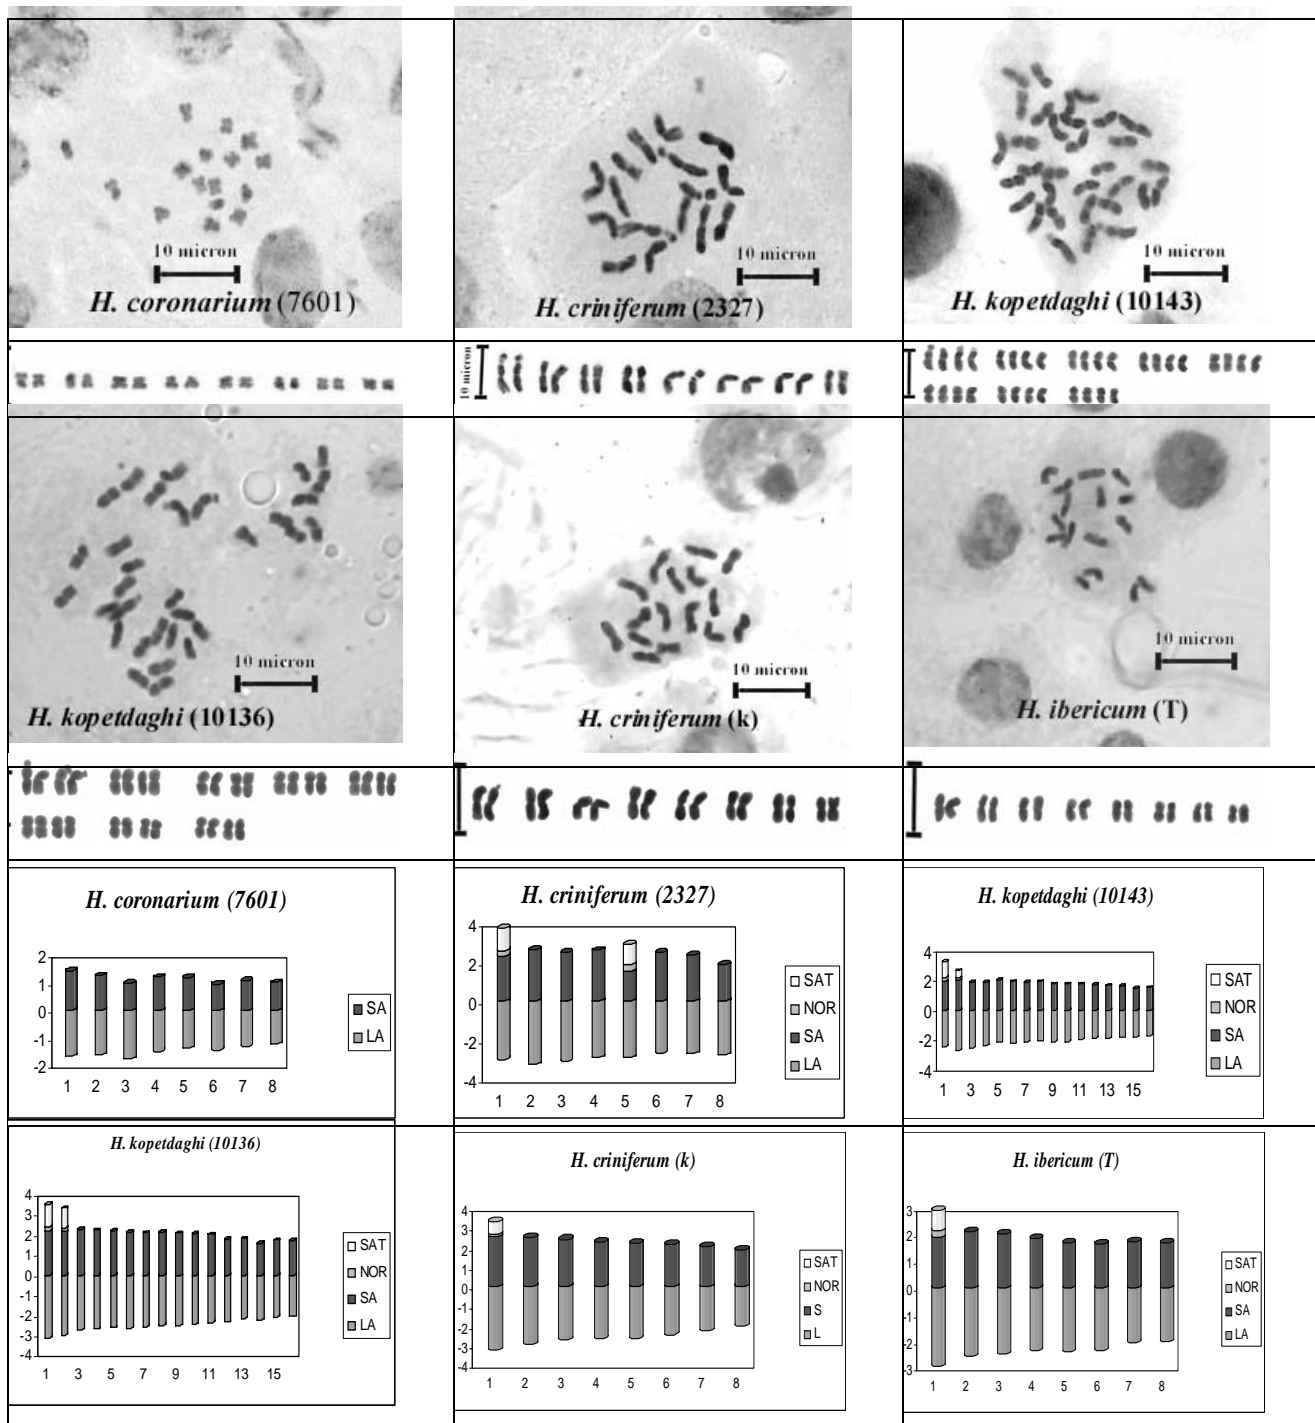 10 micron
H. coronarium (7601)
10 micron
H. criniferum (2327)
10 micron
H. kopetdaghi (10143)
10 micron
10 micron
H. kopetdaghi (10136)
10 micron
H. criniferum (k)
10 micron
H. ibericum (T)
H. coronarium (7601)
2
1
0
-1
-2
1 2 3 4 5 6 7 8
SA
LA
H. criniferum (2327)
4
2
0
-2
-4
1 2 3 4 5 6 7 8
SAT
NOR
SA
LA
H. kopetdaghi (10143)
4
2
0
-2
-4
1 3 5 7 9 11 13 15
SAT
NOR
SA
LA
H. kopetdaghi (10136)
4
3
2
1
0
-1
-2
-3
-4
1 3 5 7 9 11 13 15
SAT
NOR
SA
LA
H. criniferum (k)
4
3
2
1
0
-1
-2
-3
-4
1 2 3 4 5 6 7 8
SAT
NOR
S
L
H. ibericum (T)
3
2
1
0
-1
-2
-3
1 2 3 4 5 6 7 8
SAT
NOR
SA
LA